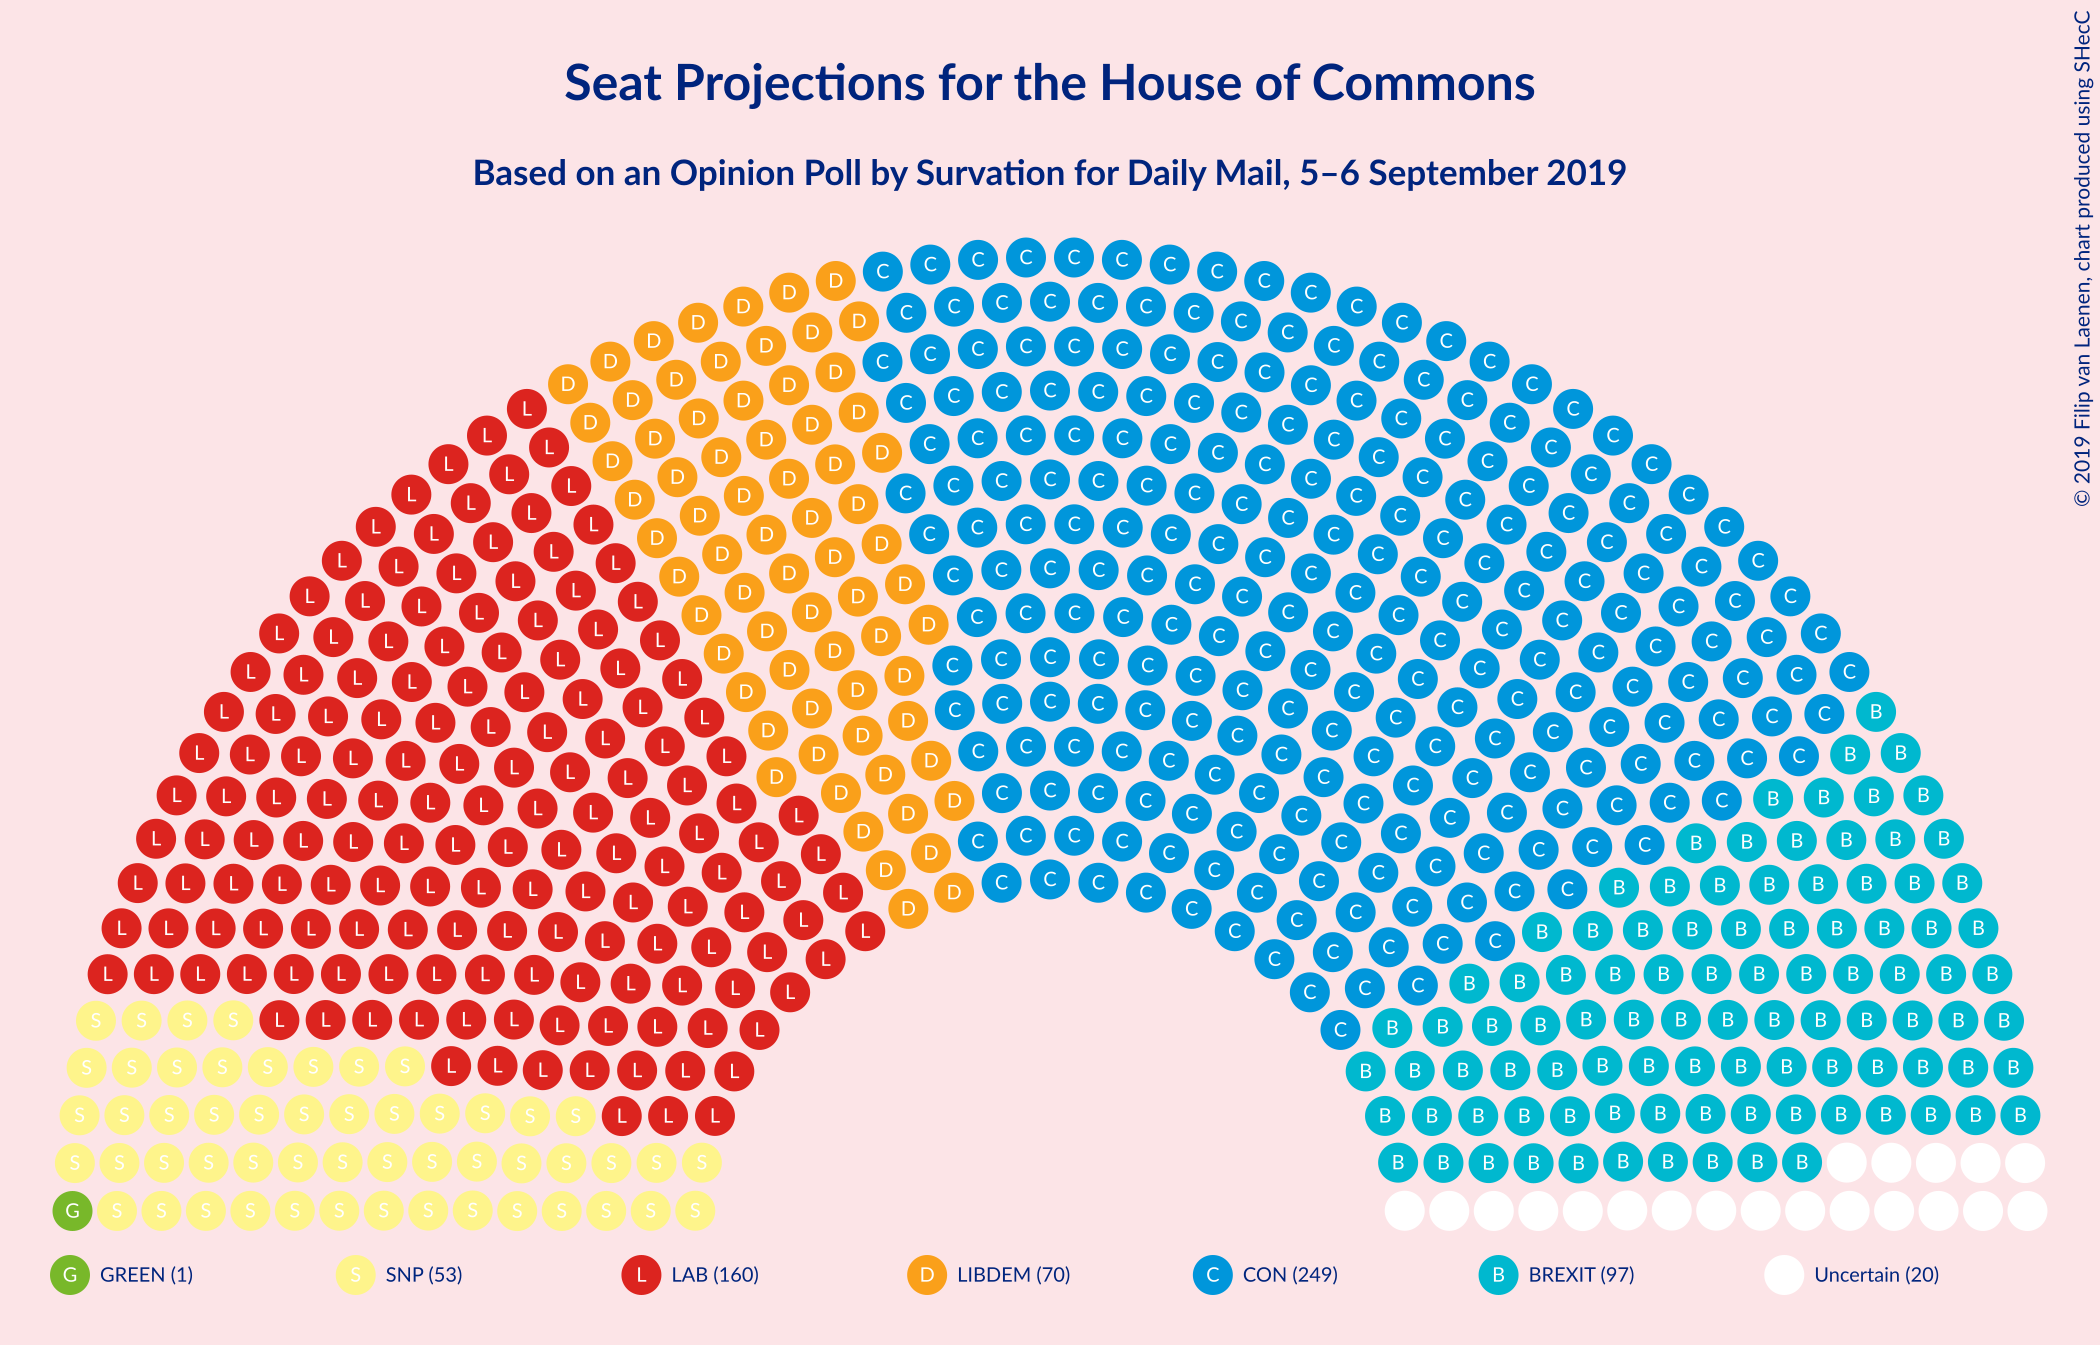 Seat Projections for the House of Commons
Based on an Opinion Poll by Survation for Daily Mail, 5–6 September 2019
© 2019 Filip van Laenen, chart produced using SHecC
G GREEN (1)
S SNP (53)
L LAB (160)
D LIBDEM (70)
C CON (249)
B BREXIT (97)
Uncertain (20)